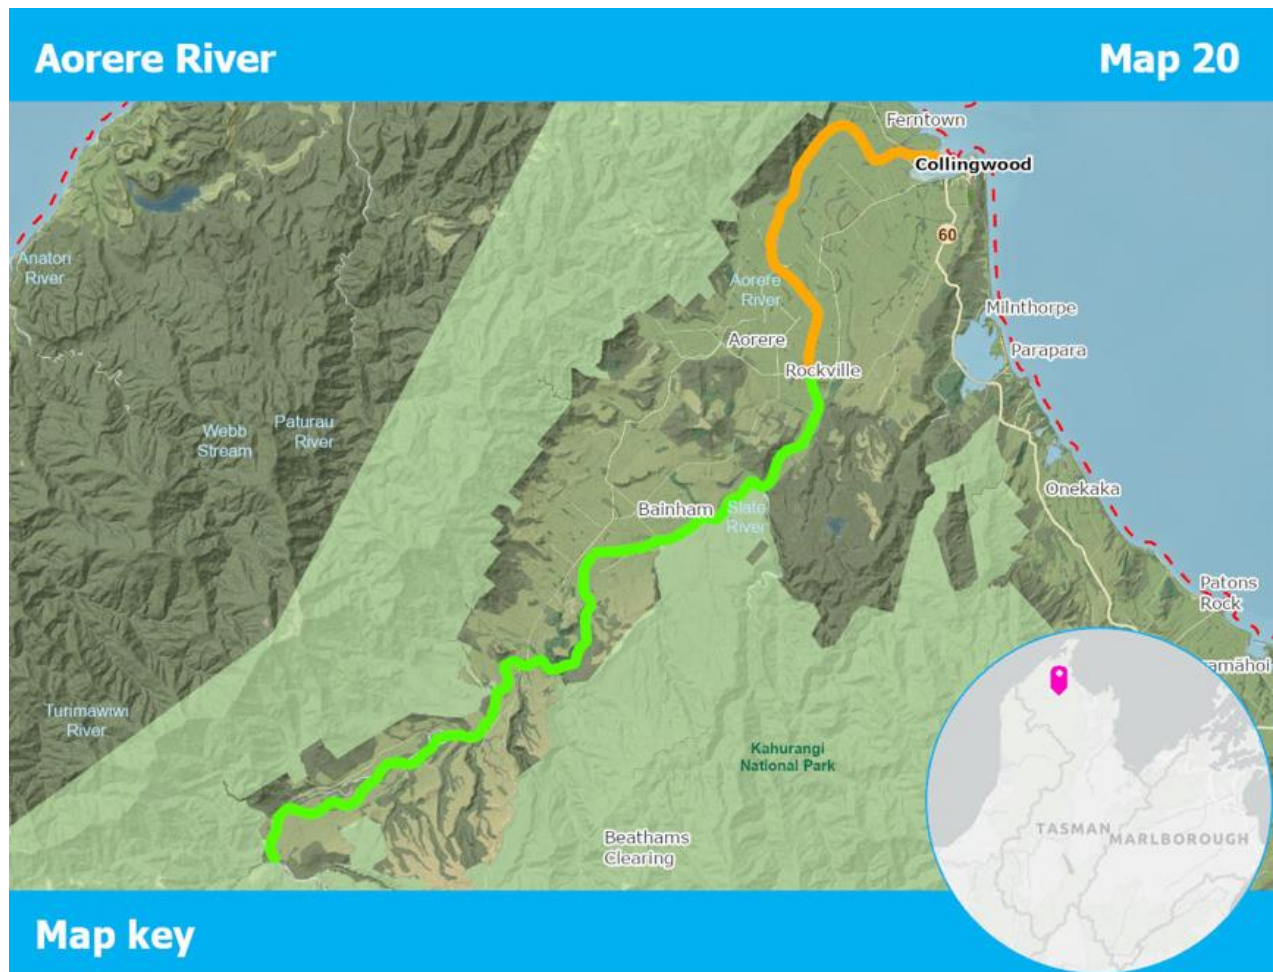 Aorere River
Map 20
Ferntown
Collingwood
60
Anatori
River
Aorere
River
Milnthorpe
Aorere
Parapara
Rockville
Paturau
River
Webb
Stream
Onekaka
Bainham
Slate
River
Patons
Rock
amāhoi
Turimawiwi
River
Kahurangi
National Park
Beathams
Clearing
TASMAN
MARLBOROUGH
Map key